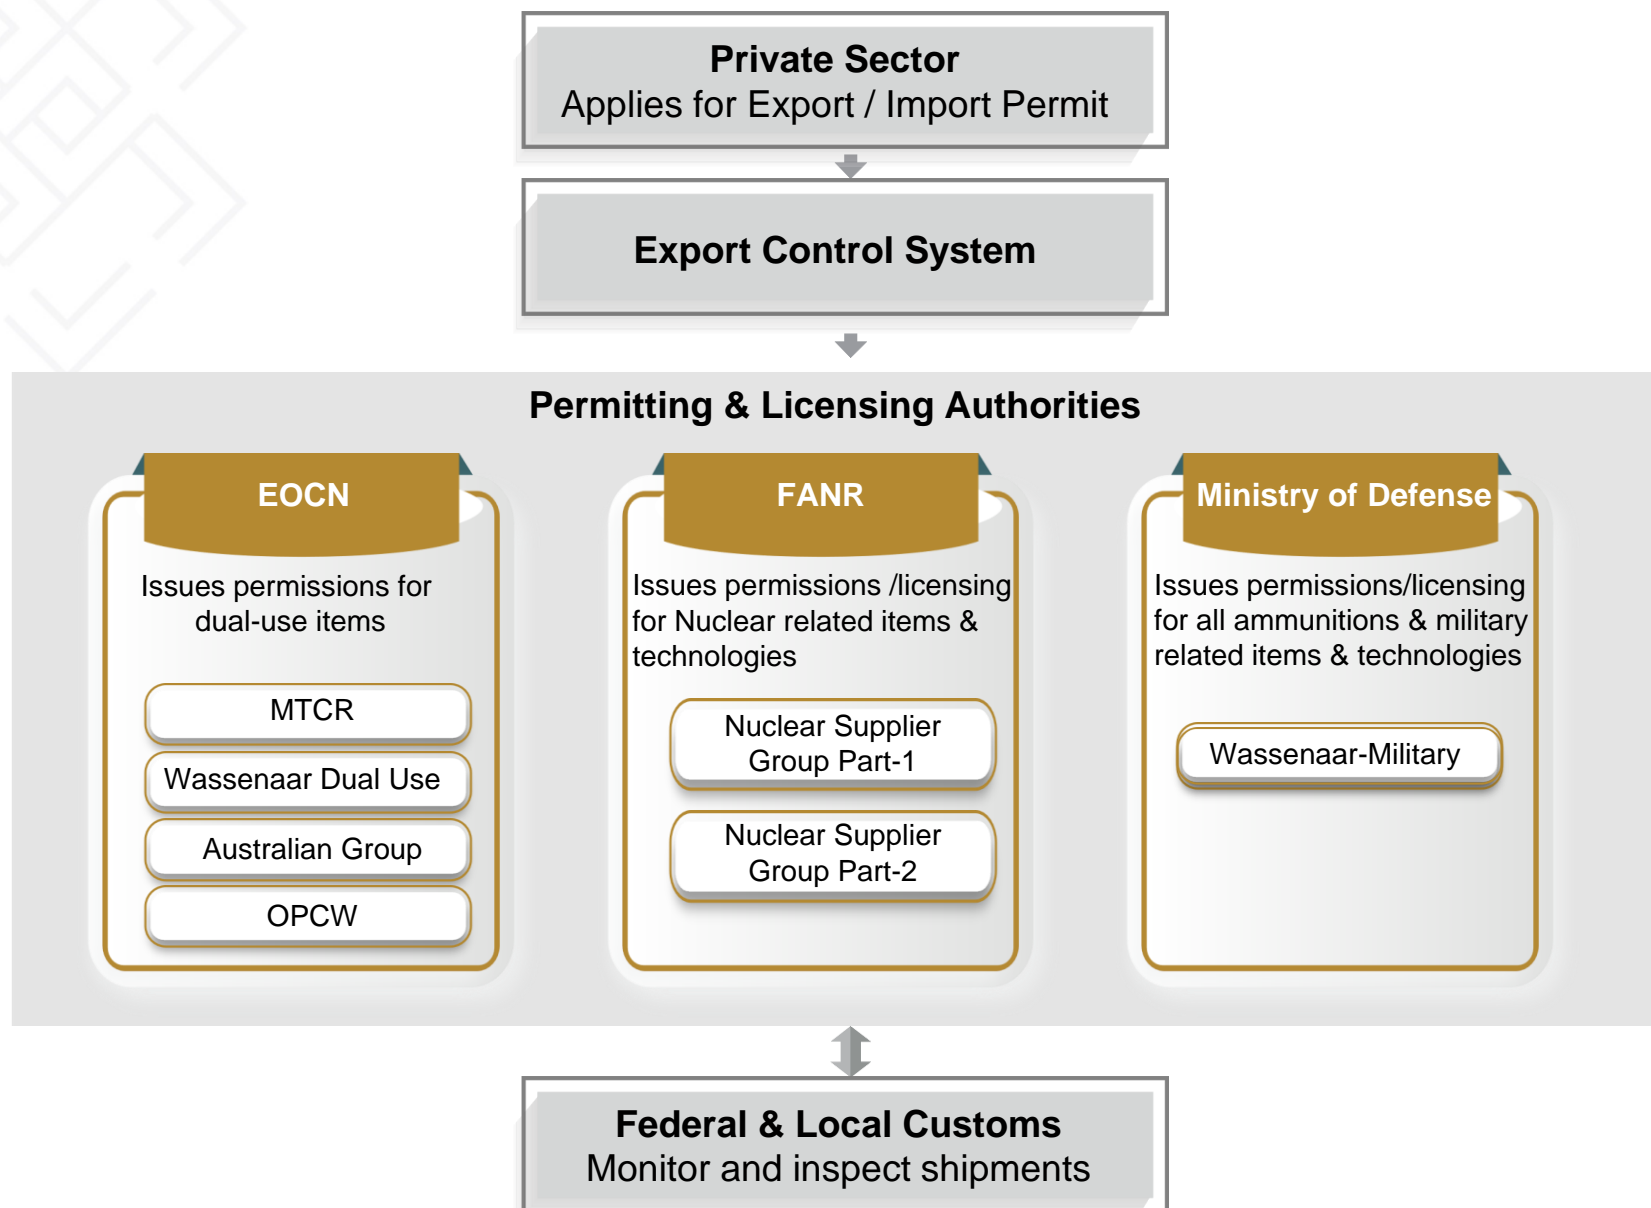 Private Sector
Applies for Export / Import Permit
Export Control System
Permitting & Licensing Authorities
EOCN
Issues permissions for
dual-use items
MTCR
Wassenaar Dual Use
Australian Group
OPCW
FANR
Issues permissions /licensing
for Nuclear related items &
technologies
Nuclear Supplier
Group Part-1
Nuclear Supplier
Group Part-2
Ministry of Defense
Issues permissions/licensing
for all ammunitions & military
related items & technologies
Wassenaar-Military
Federal & Local Customs
Monitor and inspect shipments